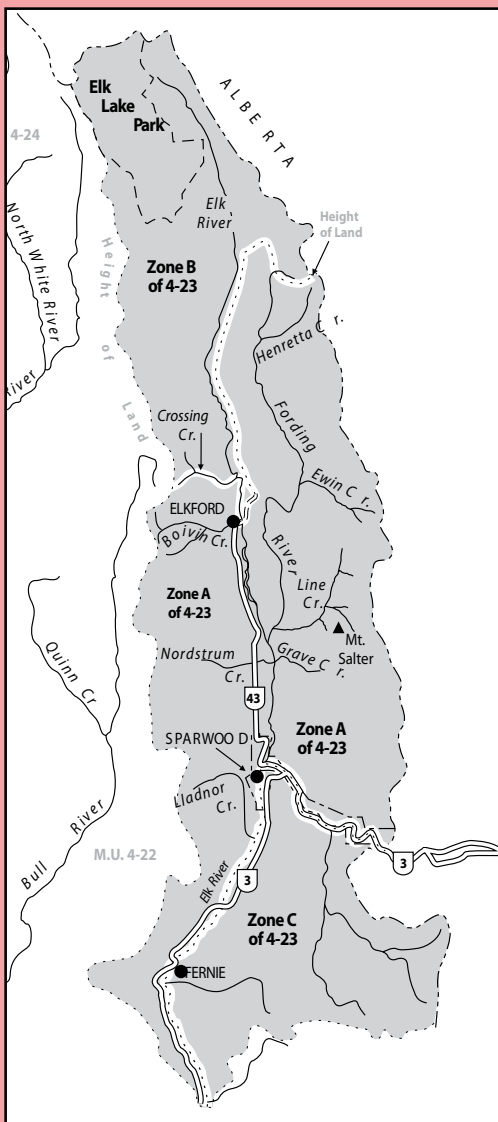 Elk
Lake
Park
ALBERTA
4-24
North White River
Elk
River
Height
of Land
Height of Land
Zone B
of 4-23
Henretta Cr.
River
Fording River
Crossing
Cr.
Ewin Cr.
ELKFORD
Boivin Cr.
Line
Cr.
Zone A
of 4-23
Mt.
Salter
Quinn Cr
Nordstrum
Cr.
Grave Cr.
43
Zone A
of 4-23
SPARWOOD
Lladnor
Cr.
Bull River
M.U. 4-22
Elk River
3
3
Zone C
of 4-23
FERNIE